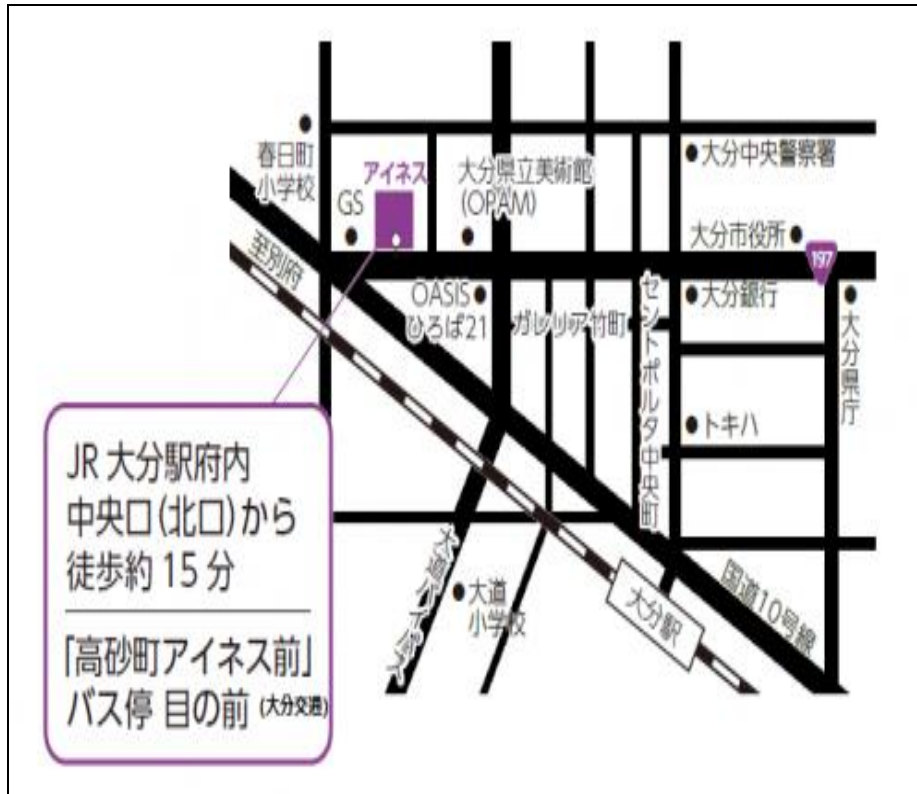 春日町
小学校
アイネス
GS
大分県立美術館
(OPAM)
大分中央警察署
大分市役所
197
至別府
OASIS
ひろば21
ガレリア竹町
セントポルタ中央町
大分銀行
大分県庁
トキハ
JR 大分駅府内
中央口(北口)から
徒歩約 15 分
「高砂町アイネス前」
バス停 目の前 (大分交通)
大道バイパス
大道
小学校
大分駅
国道10号線